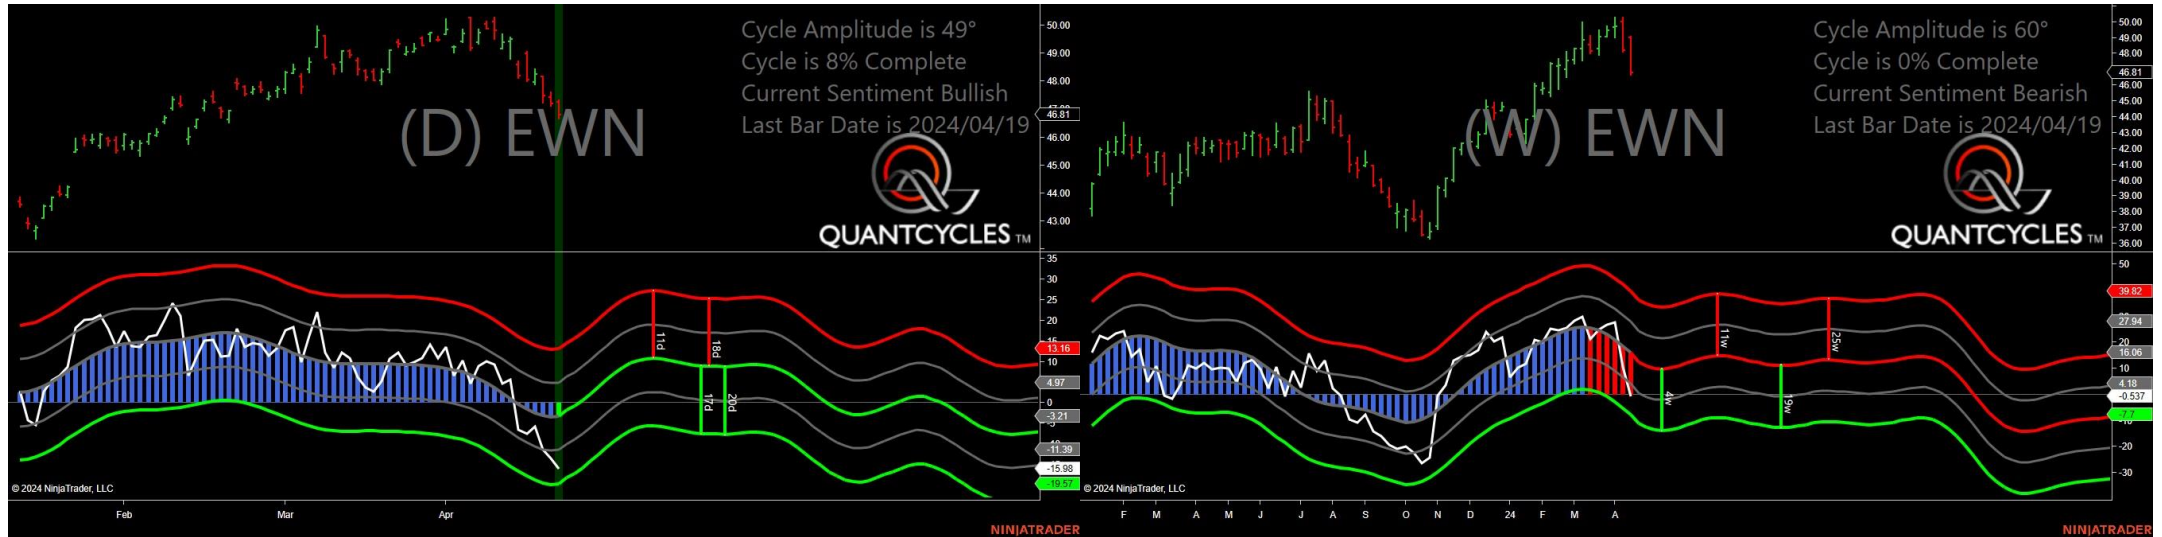 Cycle Amplitude is 49°
Cycle is 8% Complete
Current Sentiment Bullish
Last Bar Date is 2024/04/19
(D) EWN
QUANTCYCLES TM
50.00
49.00
48.00
46.81
46.00
45.00
44.00
43.00
35
30
25
20
15
13.16
10
4.97
0
-3.21
-11.39
-15.98
-19.57
11d
18d
17d
20d
© 2024 NinjaTrader, LLC
Feb Mar Apr
NINJATRADER
Cycle Amplitude is 60°
Cycle is 0% Complete
Current Sentiment Bearish
Last Bar Date is 2024/04/19
(W) EWN
QUANTCYCLES TM
50.00
49.00
48.00
46.81
46.00
45.00
44.00
43.00
42.00
41.00
40.00
39.00
38.00
37.00
36.00
50
39.82
27.94
20
16.06
10
4.18
-0.537
-7.7
-20
-30
11w
25w
4w
19w
© 2024 NinjaTrader, LLC
F M A M J J A S O N D 24 F M A
NINJATRADER